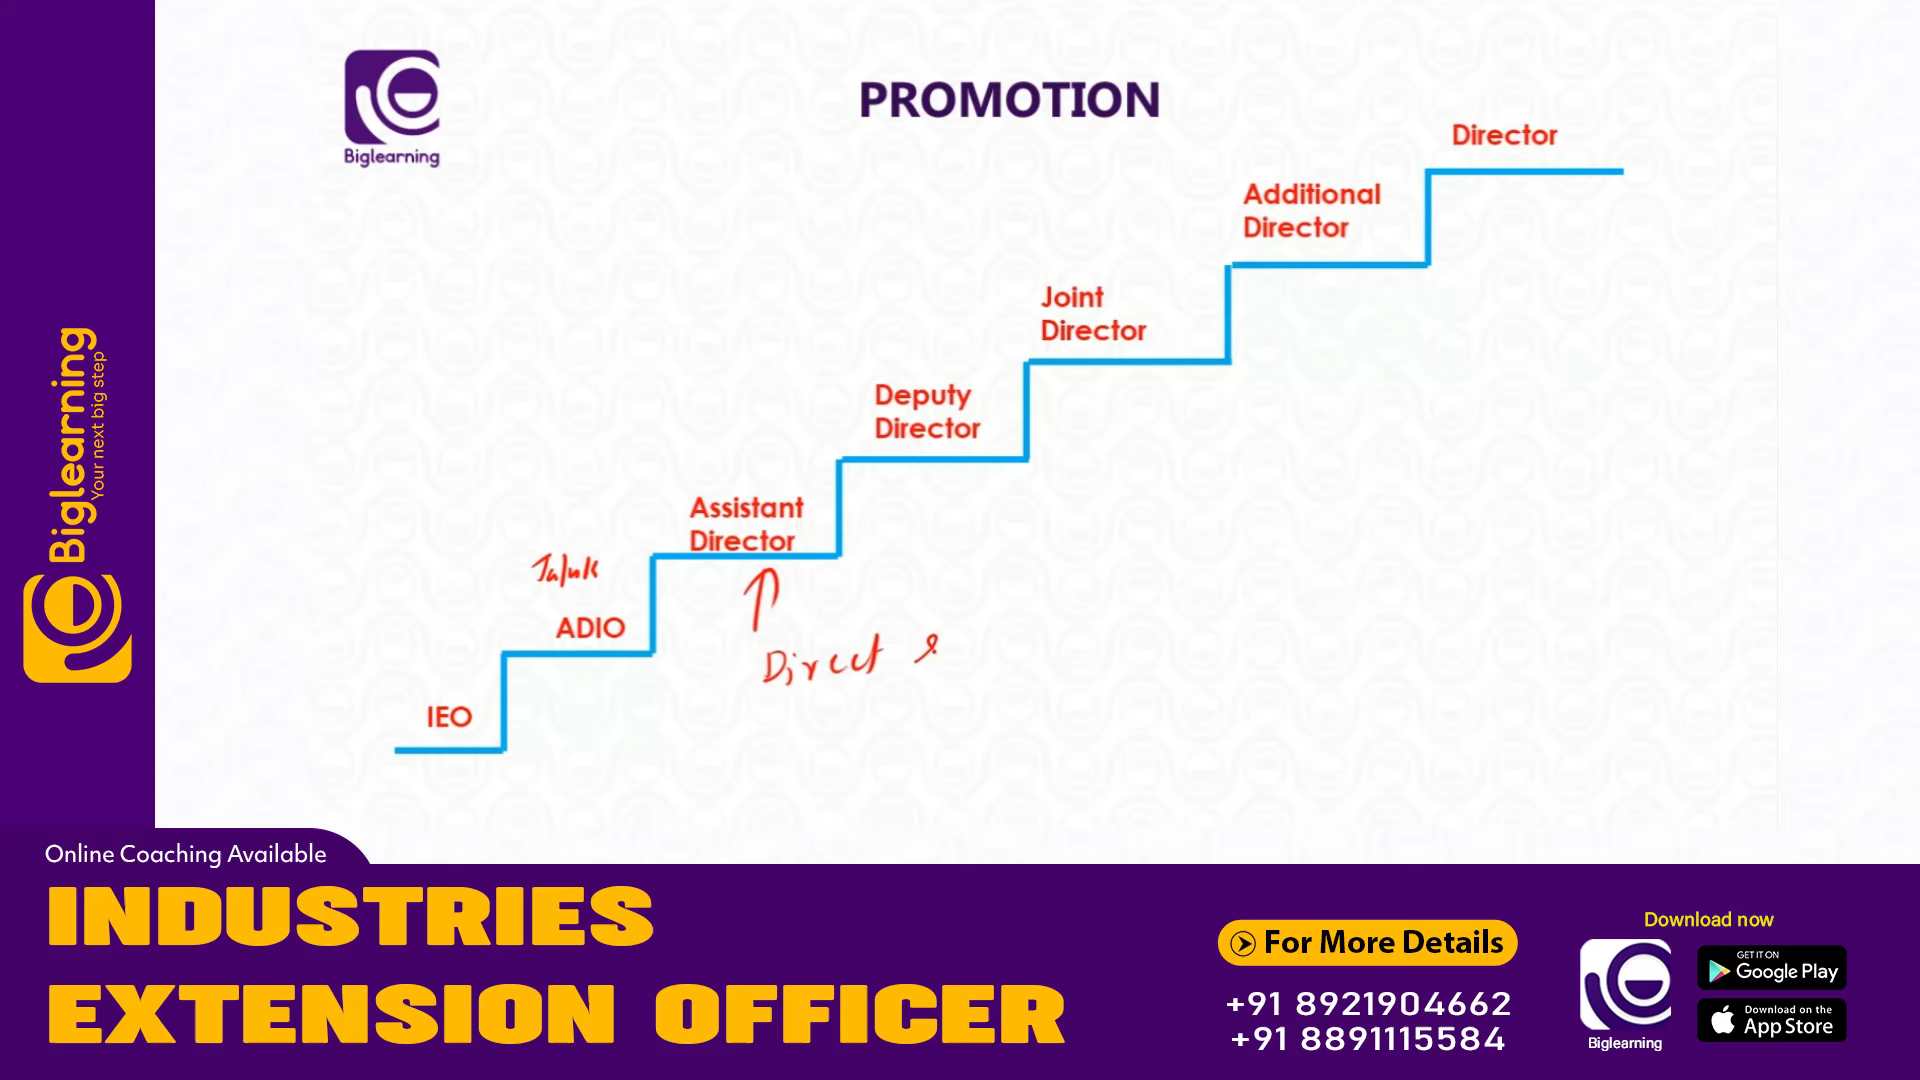 Biglearning
PROMOTION
Director
Additional
Director
Joint
Director
Deputy
Director
Assistant
Director
Taluk
ADIO
Direct
IEO
Biglearning
Your next big step
Online Coaching Available
INDUSTRIES
EXTENSION OFFICER
For More Details
+91 8921904662
+91 8891115584
Download now
Biglearning
GET IT ON
Google Play
Download on the
App Store